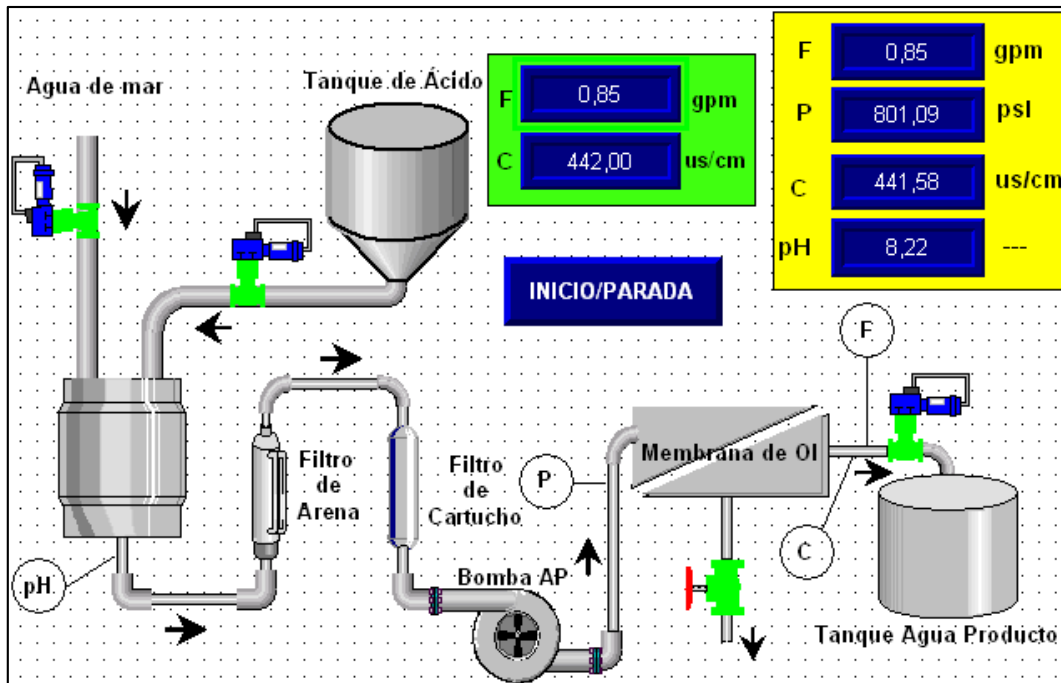 Agua de mar
Tanque de Ácido
F 0,85 gpm
C 442,00 us/cm
F 0,85 gpm
P 801,09 psI
C 441,58 us/cm
pH 8,22 ---
INICIO/PARADA
F
Filtro
de
Arena
Filtro
de
Cartucho
P
Membrana de OI
C
pH
Bomba AP
Tanque Agua Producto